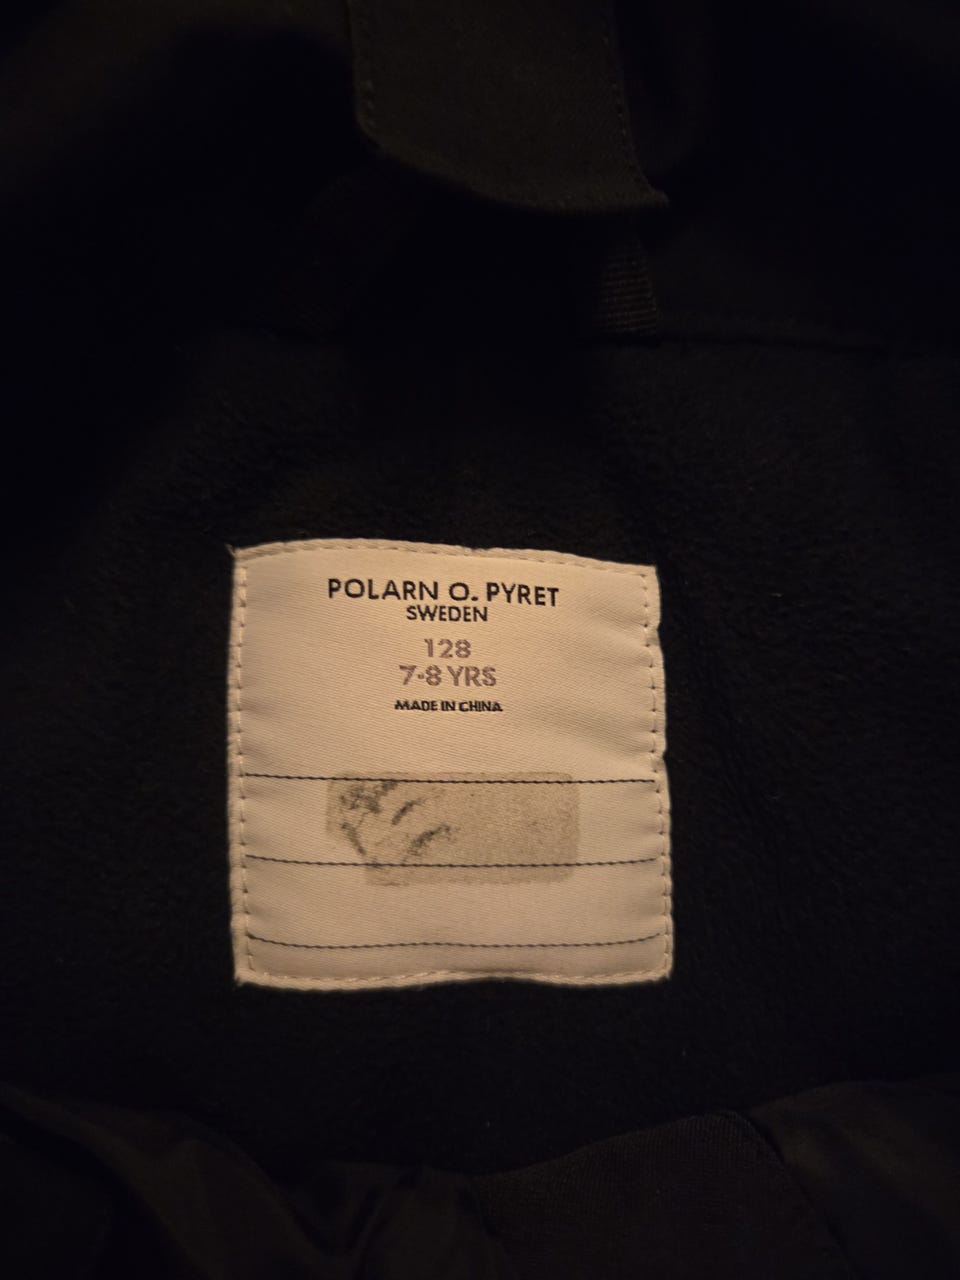 POLARN O. PYRET
SWEDEN
128
7-8 YRS
MADE IN CHINA